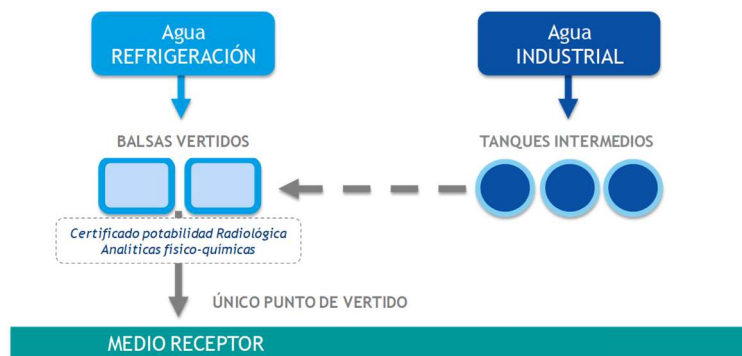 Agua
REFRIGERACIÓN
Agua
INDUSTRIAL
BALSAS VERTIDOS
TANQUES INTERMEDIOS
Certificado potabilidad Radiológica
Analíticas físico-químicas
ÚNICO PUNTO DE VERTIDO
MEDIO RECEPTOR